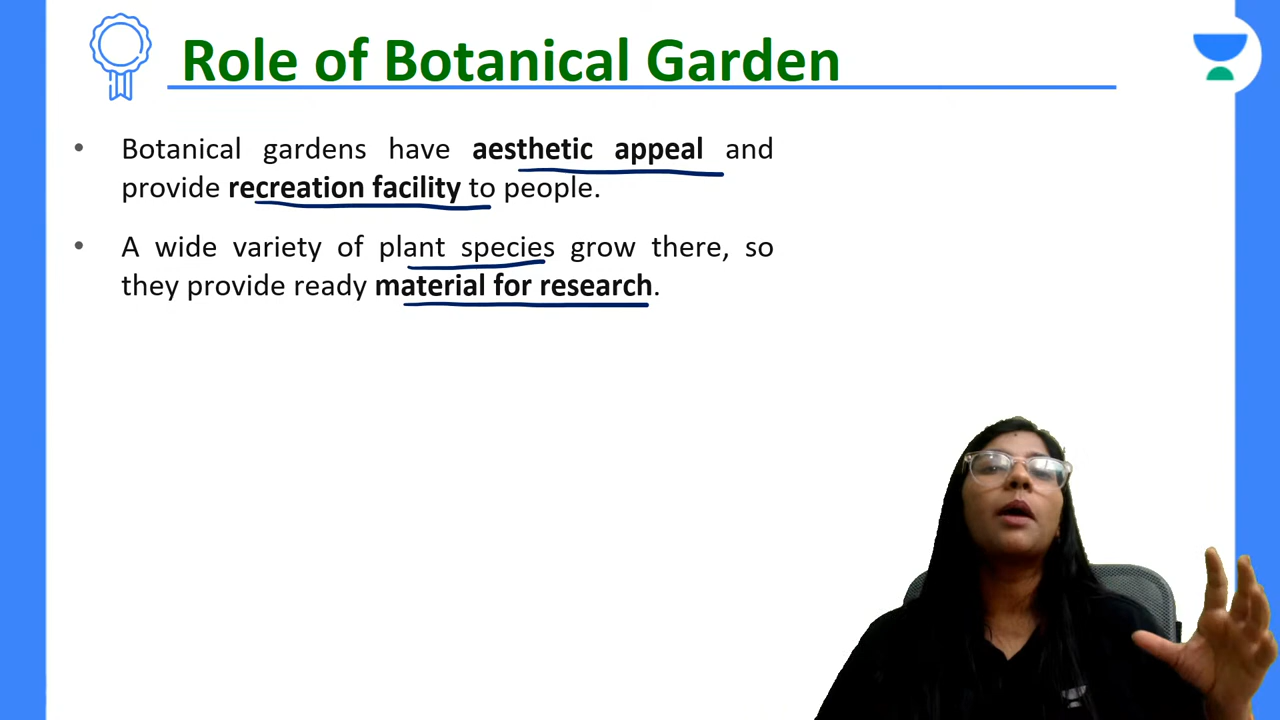 Role of Botanical Garden
• Botanical gardens have aesthetic appeal and
provide recreation facility to people.
• A wide variety of plant species grow there, so
they provide ready material for research.